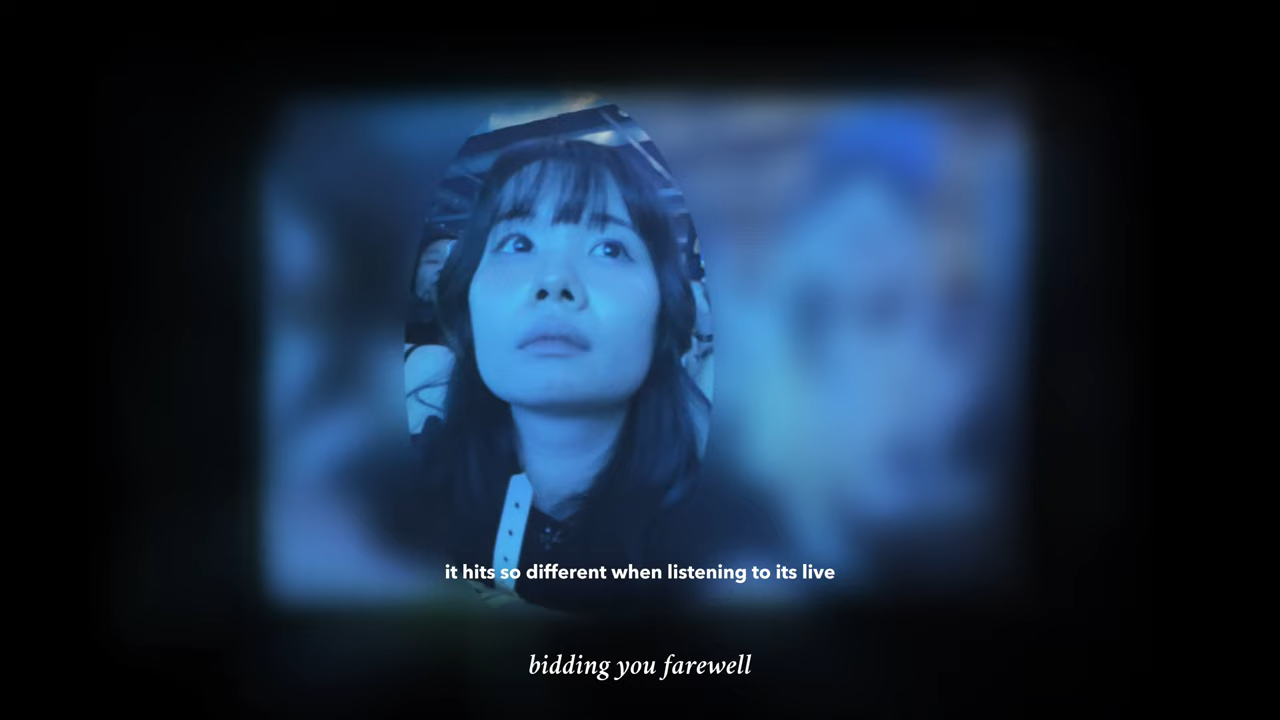 it hits so different when listening to its live
bidding you farewell